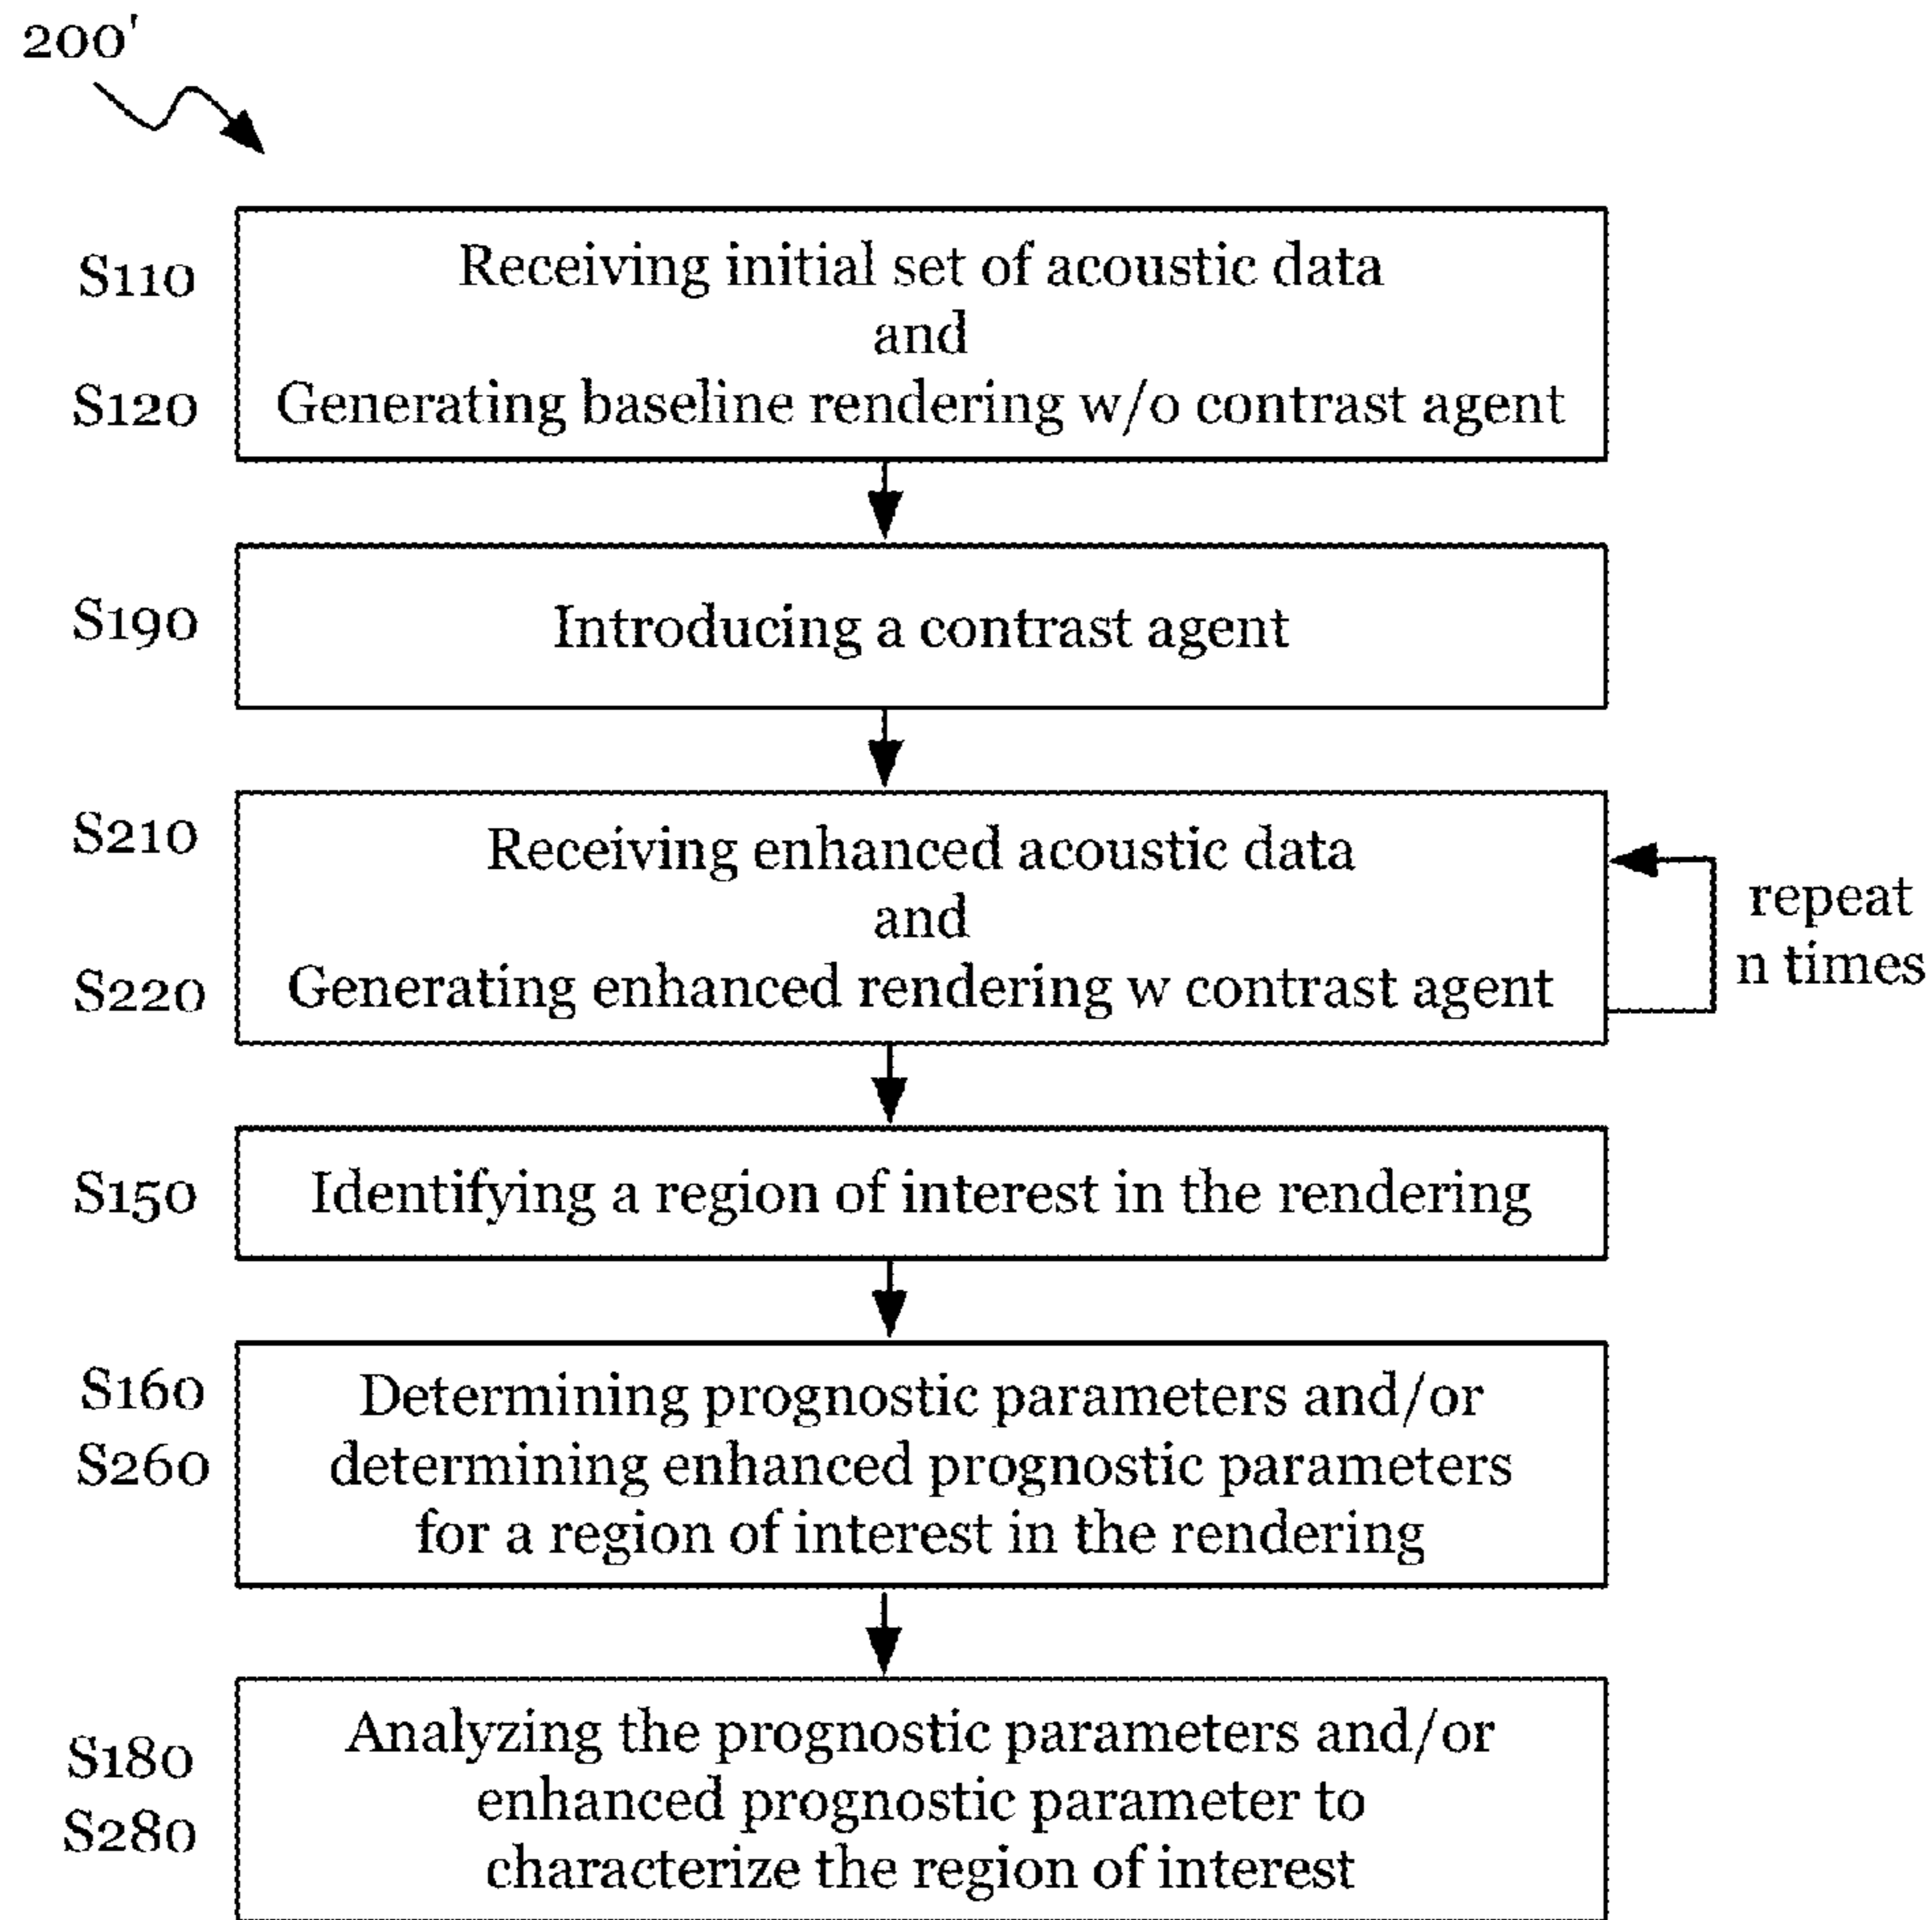 200'
S110
Receiving initial set of acoustic data
and
S120
Generating baseline rendering w/o contrast agent
S190
Introducing a contrast agent
S210
Receiving enhanced acoustic data
and
S220
Generating enhanced rendering w contrast agent
repeat
n times
S150
Identifying a region of interest in the rendering
S160
Determining prognostic parameters and/or
S260
determining enhanced prognostic parameters
for a region of interest in the rendering
S180
Analyzing the prognostic parameters and/or
S280
enhanced prognostic parameter to
characterize the region of interest